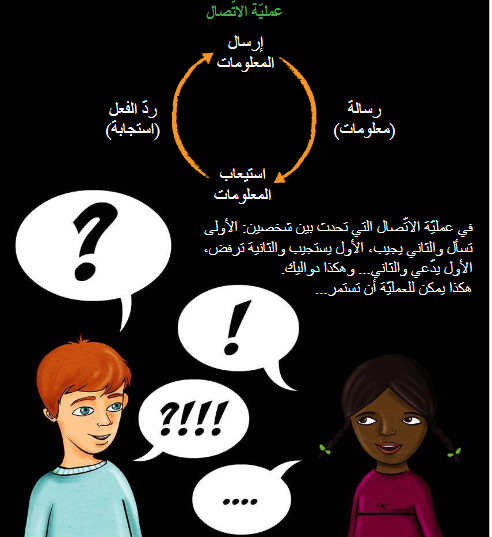 عمليّة الاتّصال
إرسال
المعلومات
رسالة
(معلومات)
ردّ الفعل
(استجابة)
استيعاب
المعلومات
في عمليّة الاتّصال التي تحدث بين شخصين: الأولى
تسأل والثاني يجيب، الأول يستجيب والثانية ترفض،
الأول يدّعي والثاني... وهكذا دواليك.
هكذا يمكن للعمليّة أن تستمر...
?
!
?!!!
....